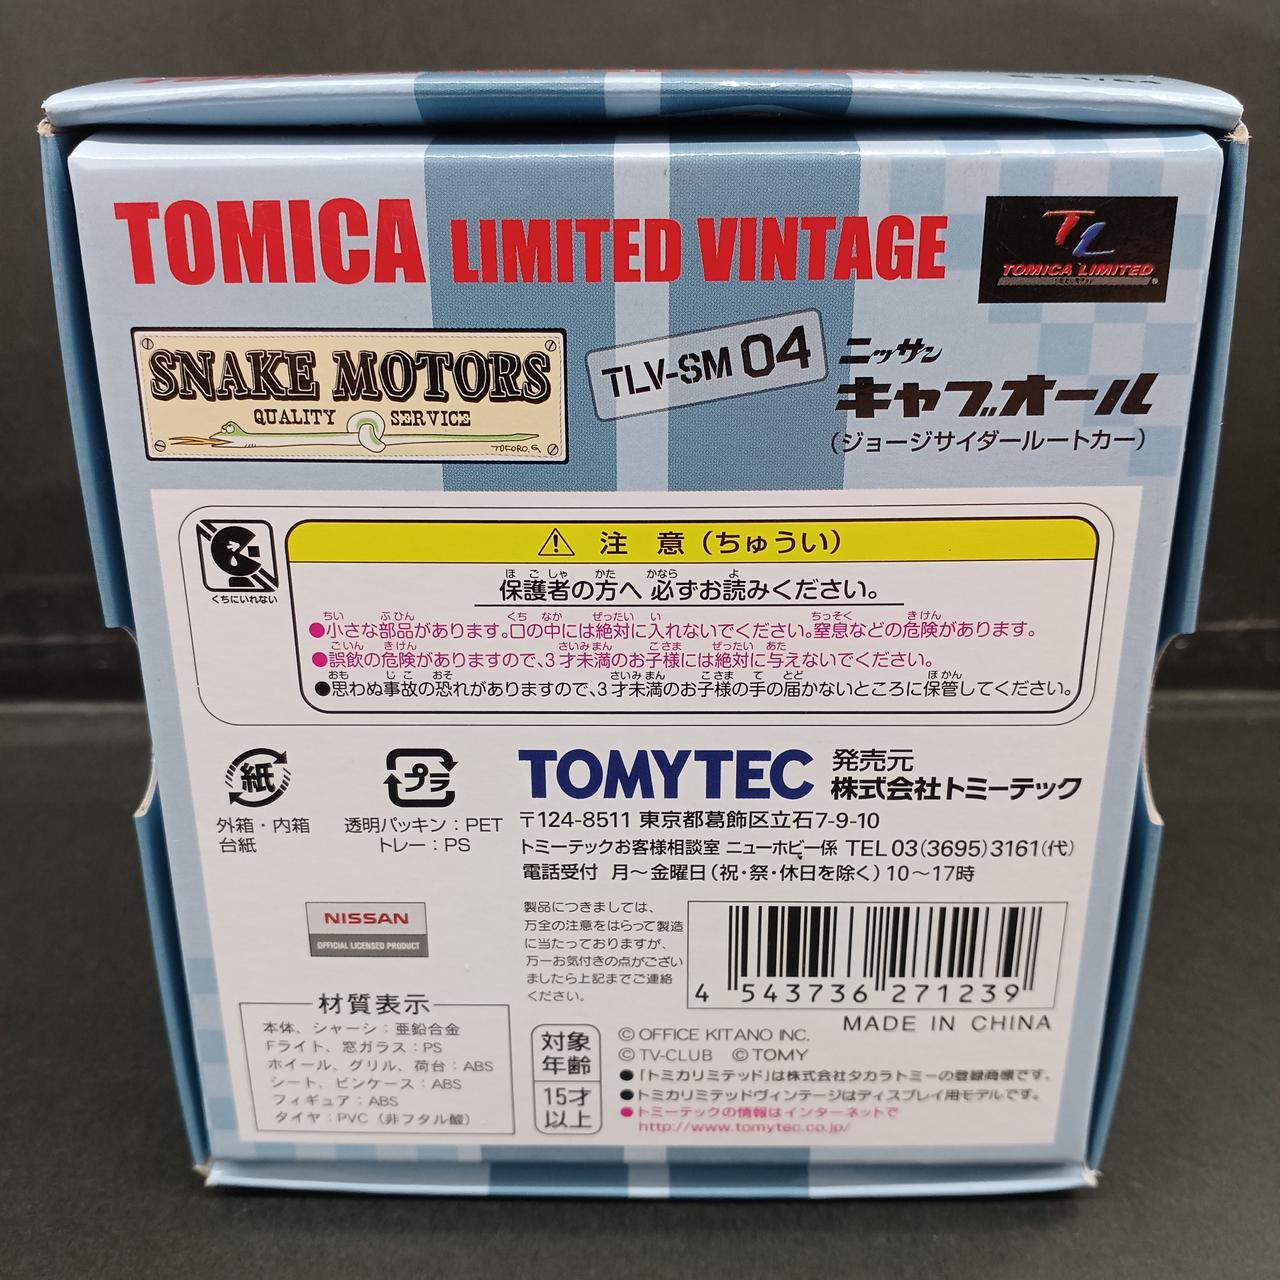 TOMICA LIMITED VINTAGE
TL
TOMICA LIMITED
SNAKE MOTORS
QUALITY SERVICE
TOKORO.G
TLV-SM 04
ニッサン
キャブオール
(ジョージサイダールートカー)
くちにいれない
注 意(ちゅうい)
保護者の方へ 必ずお読みください。
●小さな部品があります。口の中には絶対に入れないでください。窒息などの危険があります。
●誤飲の危険がありますので、3才未満のお子様には絶対に与えないでください。
●思わぬ事故の恐れがありますので、3才未満のお子様の手の届かないところに保管してください。
紙
外箱・内箱
台紙
プラ
透明パッキン:PET
トレー:PS
TOMYTEC 発売元
株式会社トミーテック
〒124-8511 東京都葛飾区立石7-9-10
トミーテックお客様相談室 ニューホビー係 TEL 03(3695)3161(代)
電話受付 月〜金曜日(祝・祭・休日を除く)10〜17時
NISSAN
OFFICIAL LICENSED PRODUCT
製品につきましては、
万全の注意をはらって製造
に当たっておりますが、
万一お気付きの点がござい
ましたら上記までご連絡
ください。
4 543736 271239
MADE IN CHINA
材質表示
本体、シャーシ:亜鉛合金
Fライト、窓ガラス:PS
ホイール、グリル、荷台:ABS
シート、ビンケース:ABS
フィギュア:ABS
タイヤ:PVC(非フタル酸)
対象
年齢
15才
以上
©OFFICE KITANO INC.
©TV-CLUB ©TOMY
●「トミカリミテッド」は株式会社タカラトミーの登録商標です。
●トミカリミテッドヴィンテージはディスプレイ用モデルです。
●トミーテックの情報はインターネットで
http://www.tomytec.co.jp/